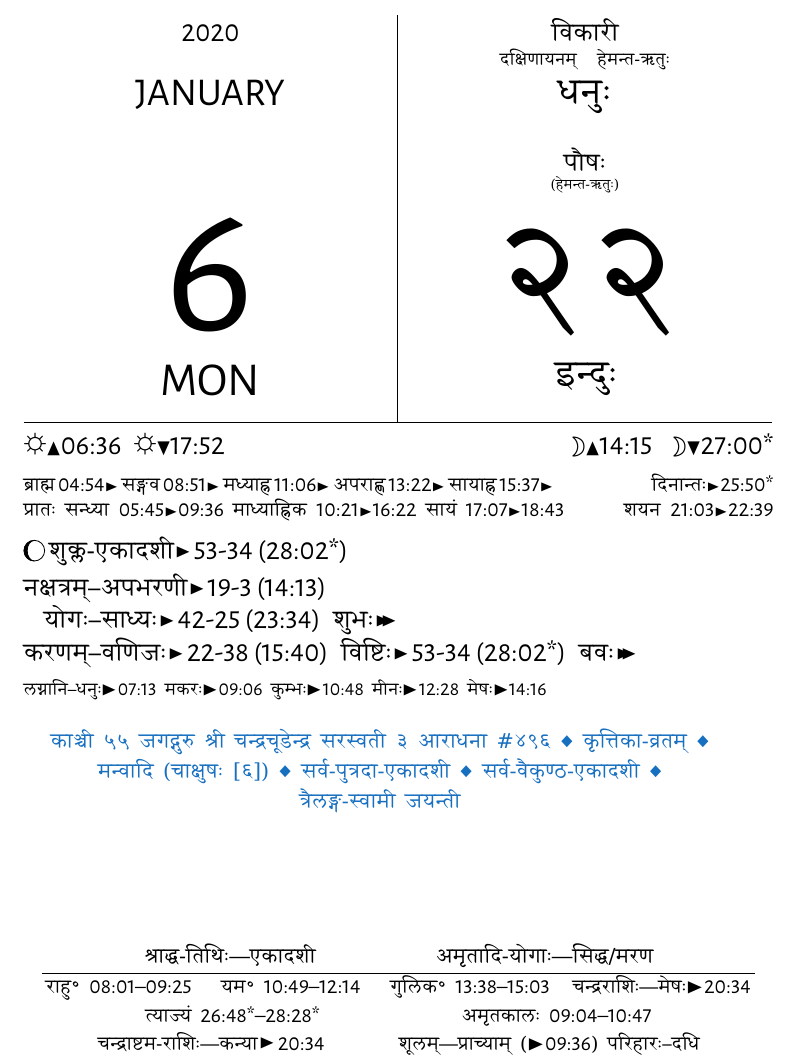 2020
JANUARY
6
MON
विकारी
दक्षिणायनम् हेमन्त-ऋतुः
धनुः
पौषः
(हेमन्त-ऋतुः)
२२
इन्दुः
☼▲06:36 ☼▼17:52 ☽▲14:15 ☽▼27:00*
ब्राह्म 04:54► सङ्गव 08:51► मध्याह्न 11:06► अपराह्ण 13:22► सायाह्न 15:37► दिनान्तः►25:50*
प्रातः सन्ध्या 05:45►09:36 माध्याह्निक 10:21►16:22 सायं 17:07►18:43 शयन 21:03►22:39
शुक्ल-एकादशी►53-34 (28:02*)
नक्षत्रम्–अपभरणी►19-3 (14:13)
योगः–साध्यः►42-25 (23:34) शुभः►►
करणम्–वणिजः►22-38 (15:40) विष्टिः►53-34 (28:02*) बवः►►
लग्नानि–धनुः►07:13 मकरः►09:06 कुम्भः►10:48 मीनः►12:28 मेषः►14:16
काञ्ची ५५ जगद्गुरु श्री चन्द्रचूडेन्द्र सरस्वती ३ आराधना #४९६ ◆ कृत्तिका-व्रतम् ◆
मन्वादि (चाक्षुषः [६]) ◆ सर्व-पुत्रदा-एकादशी ◆ सर्व-वैकुण्ठ-एकादशी ◆
त्रैलङ्ग-स्वामी जयन्ती
श्राद्ध-तिथिः—एकादशी अमृतादि-योगाः—सिद्ध/मरण
राहु॰ 08:01–09:25 यम॰ 10:49–12:14 गुलिक॰ 13:38–15:03 चन्द्रराशिः—मेषः►20:34
त्याज्यं 26:48*–28:28* अमृतकालः 09:04–10:47
चन्द्राष्टम-राशिः—कन्या►20:34 शूलम्—प्राच्याम् (►09:36) परिहारः–दधि